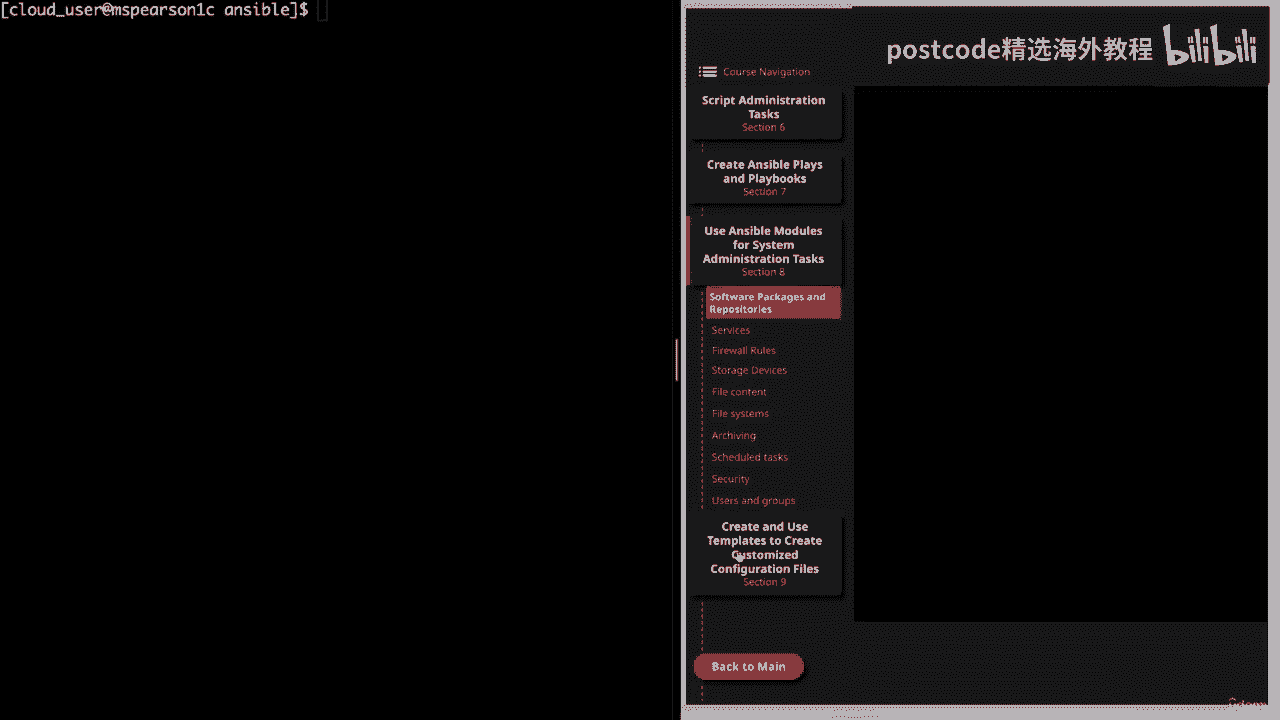 [cloud_user@mspearson1c ansible]$
postcode精选海外教程 bilibili
Course Navigation
Script Administration
Tasks
Section 6
Create Ansible Plays
and Playbooks
Section 7
Use Ansible Modules
for System
Administration Tasks
Section 8
Software Packages and
Repositories
Services
Firewall Rules
Storage Devices
File content
File systems
Archiving
Scheduled tasks
Security
Users and groups
Create and Use
Templates to Create
Customized
Configuration Files
Section 9
Back to Main